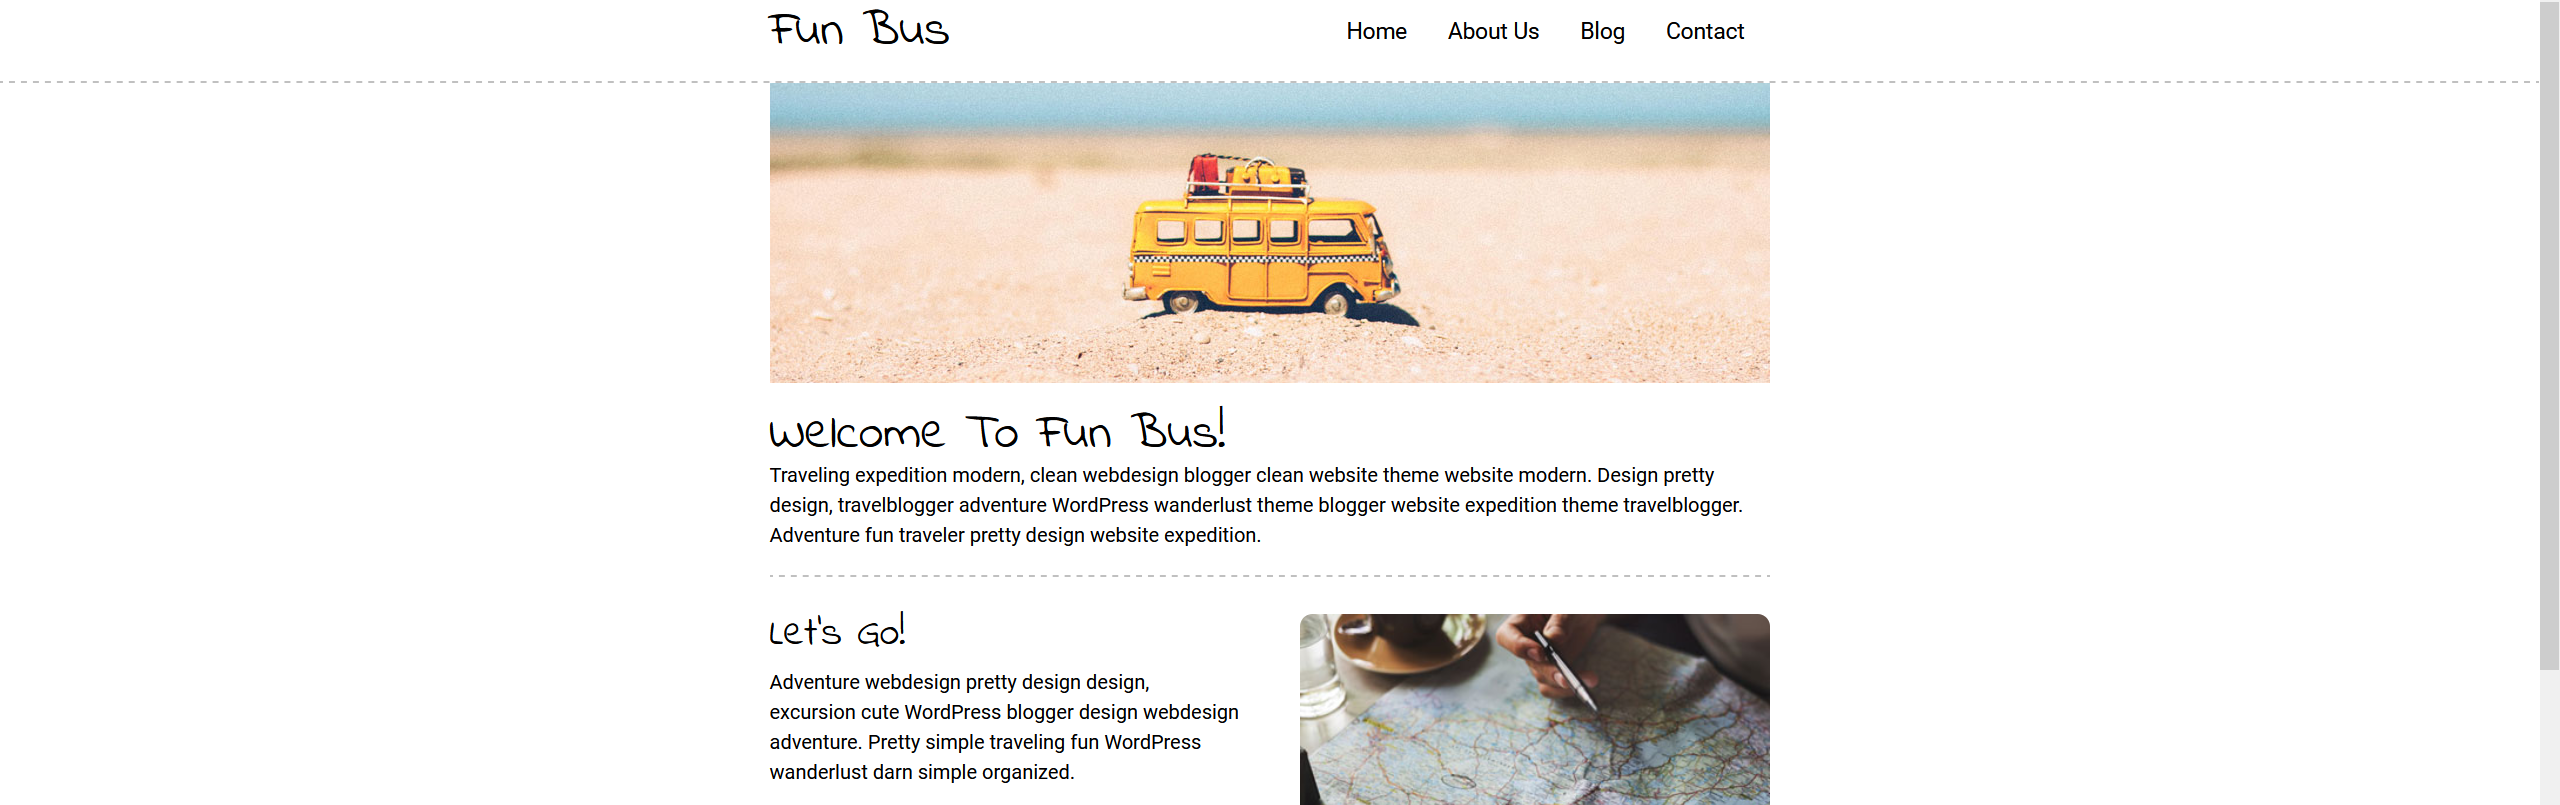 Fun Bus
Home About Us Blog Contact
Welcome To Fun Bus!
Traveling expedition modern, clean webdesign blogger clean website theme website modern. Design pretty
design, travelblogger adventure WordPress wanderlust theme blogger website expedition theme travelblogger.
Adventure fun traveler pretty design website expedition.
Let's Go!
Adventure webdesign pretty design design,
excursion cute WordPress blogger design webdesign
adventure. Pretty simple traveling fun WordPress
wanderlust darn simple organized.